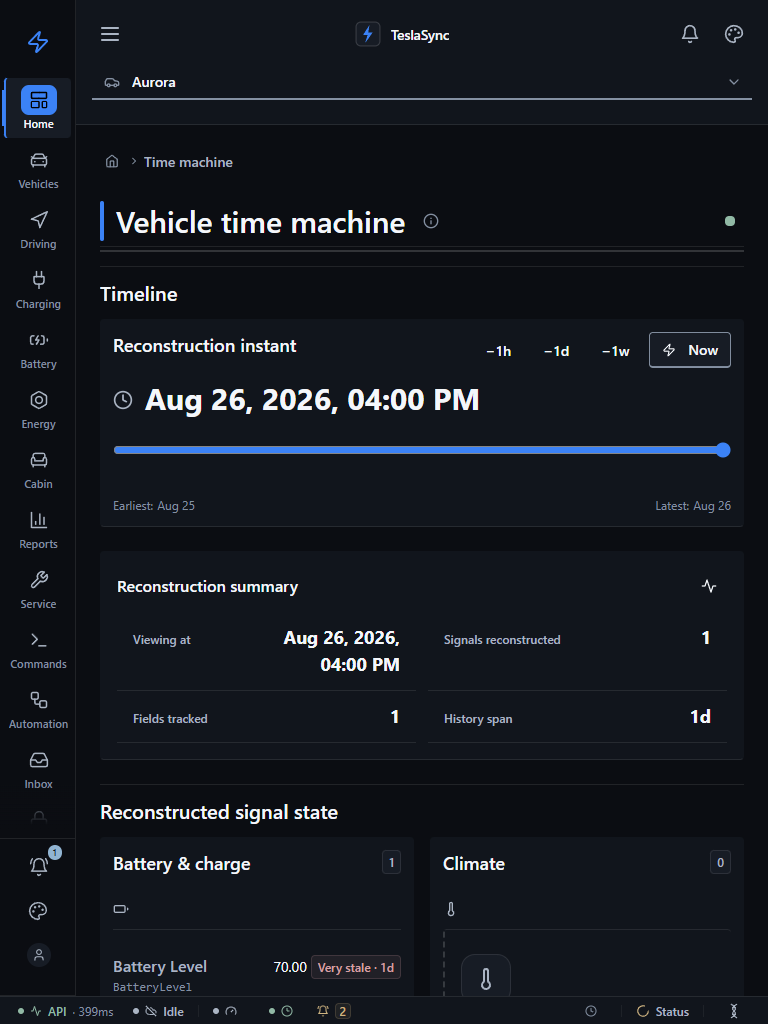 TeslaSync
Aurora
Home
Vehicles
Driving
Charging
Battery
Energy
Cabin
Reports
Service
Commands
Automation
Inbox
1
Time machine
Vehicle time machine
Timeline
Reconstruction instant
−1h
−1d
−1w
Now
Aug 26, 2026, 04:00 PM
Earliest: Aug 25
Latest: Aug 26
Reconstruction summary
Viewing at
Aug 26, 2026,
04:00 PM
Signals reconstructed
1
Fields tracked
1
History span
1d
Reconstructed signal state
Battery & charge
1
Climate
0
Battery Level
70.00
Very stale · 1d
BatteryLevel
API · 399ms
Idle
2
Status